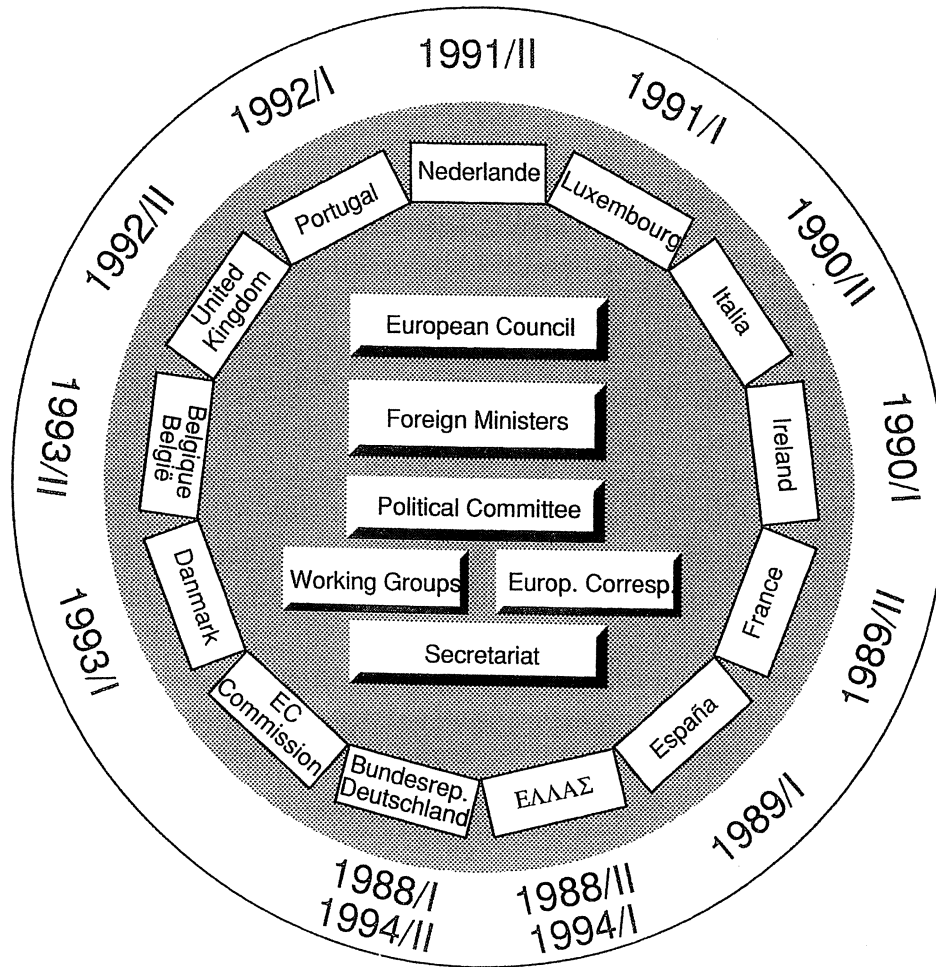 1991/II
1992/I
1991/I
1992/II
1990/II
1993/II
1990/I
1993/I
1989/II
1989/I
1988/I
1994/II
1988/II
1994/I
Nederlande
Portugal
Luxembourg
United
Kingdom
Italia
Belgique
België
Ireland
Danmark
France
EC
Commission
España
Bundesrep.
Deutschland
ΕΛΛΑΣ
European Council
Foreign Ministers
Political Committee
Working Groups
Europ. Corresp.
Secretariat